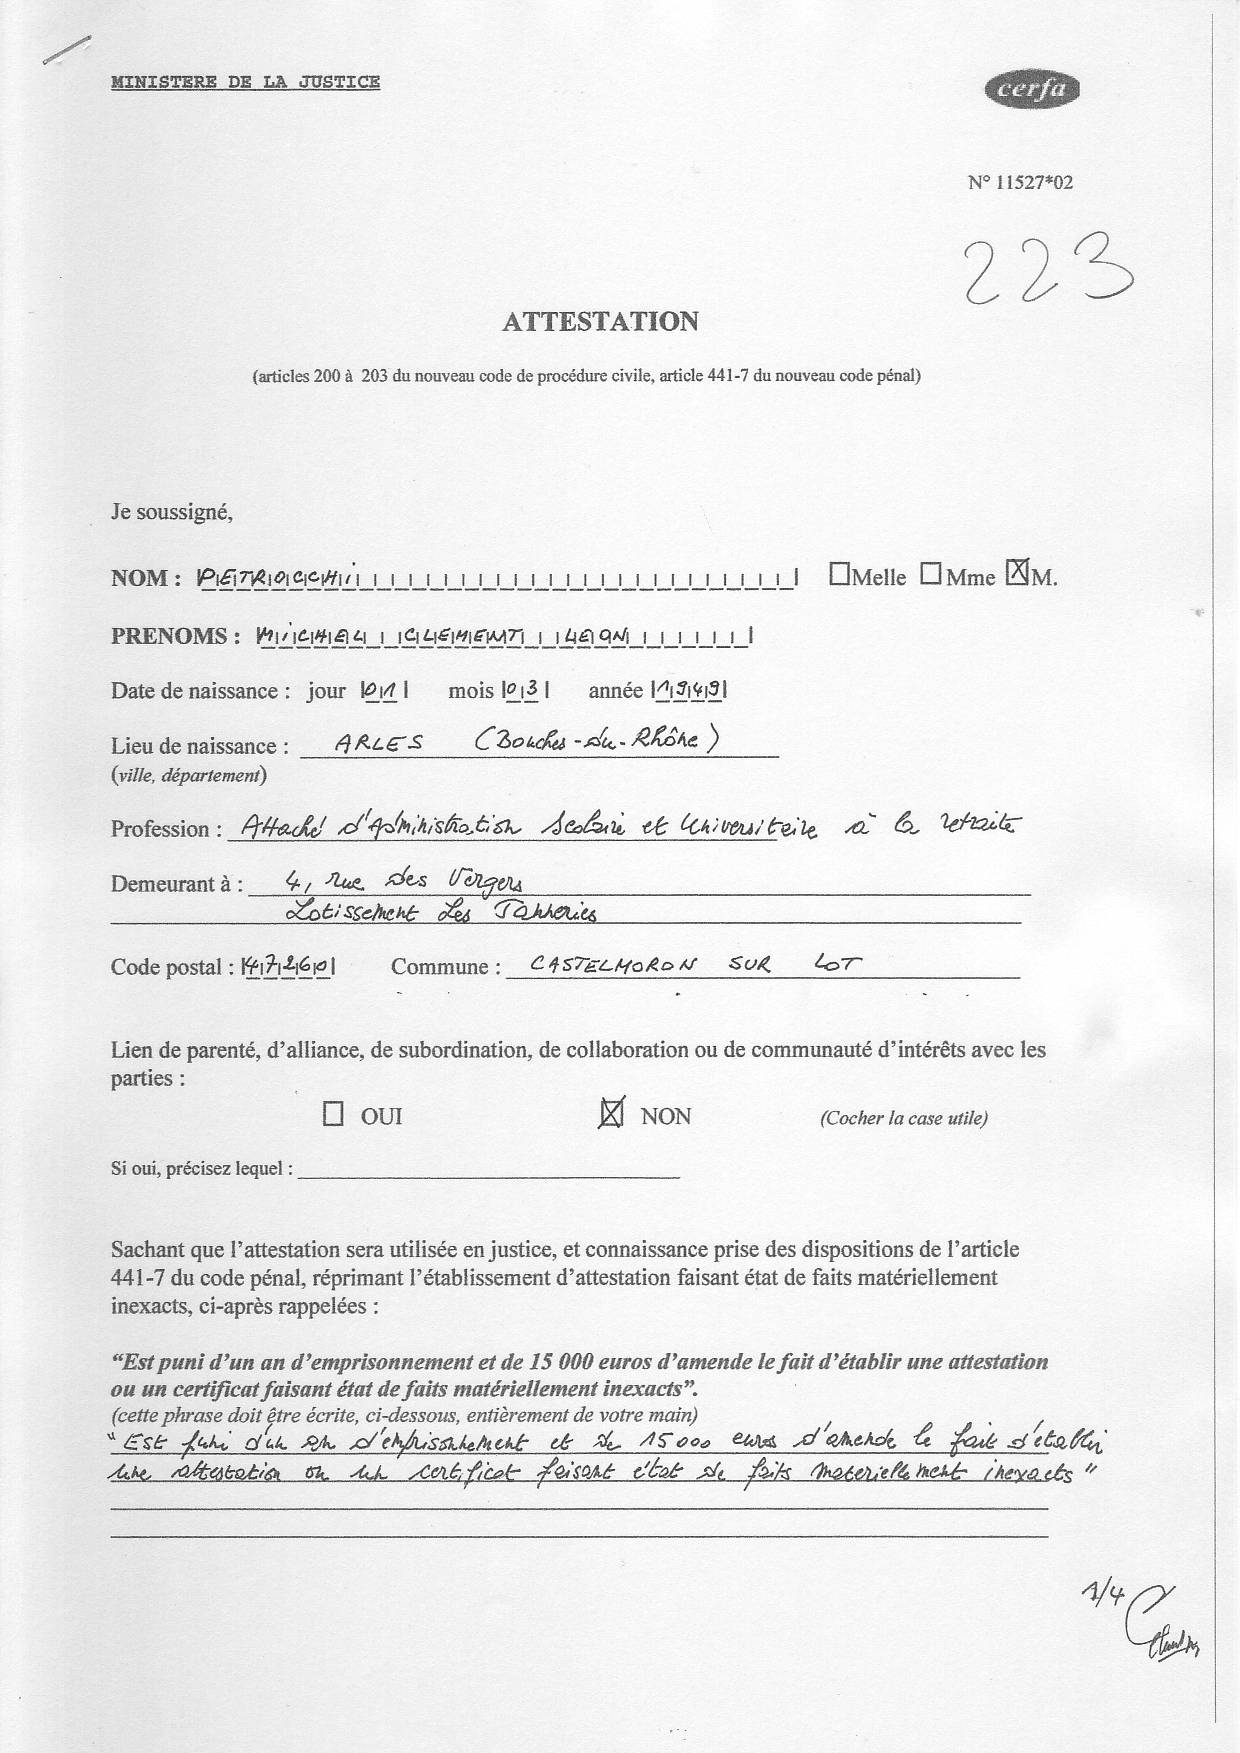 MINISTERE DE LA JUSTICE
cerfa
N° 11527*02
223
ATTESTATION
(articles 200 à 203 du nouveau code de procédure civile, article 441-7 du nouveau code pénal)
Je soussigné,
NOM : PETROCCHI Melle Mme M.
PRENOMS : MICHEL CLEMENT LEON
Date de naissance : jour 01 mois 03 année 1949
Lieu de naissance : ARLES (Bouches-du-Rhône)
(ville, département)
Profession : Attaché d'Administration Scolaire et Universitaire à la retraite
Demeurant à : 4, rue des Vergers
Lotissement Les Tanneries
Code postal : 47260 Commune : CASTELMORON SUR LOT
Lien de parenté, d'alliance, de subordination, de collaboration ou de communauté d'intérêts avec les
parties :
OUI NON (Cocher la case utile)
Si oui, précisez lequel :
Sachant que l'attestation sera utilisée en justice, et connaissance prise des dispositions de l'article
441-7 du code pénal, réprimant l'établissement d'attestation faisant état de faits matériellement
inexacts, ci-après rappelées :
“Est puni d'un an d'emprisonnement et de 15 000 euros d'amende le fait d'établir une attestation
ou un certificat faisant état de faits matériellement inexacts”.
(cette phrase doit être écrite, ci-dessous, entièrement de votre main)
"Est puni d'un an d'emprisonnement et de 15000 euros d'amende le fait d'établir
une attestation ou un certificat faisant état de faits matériellement inexacts"
1/4